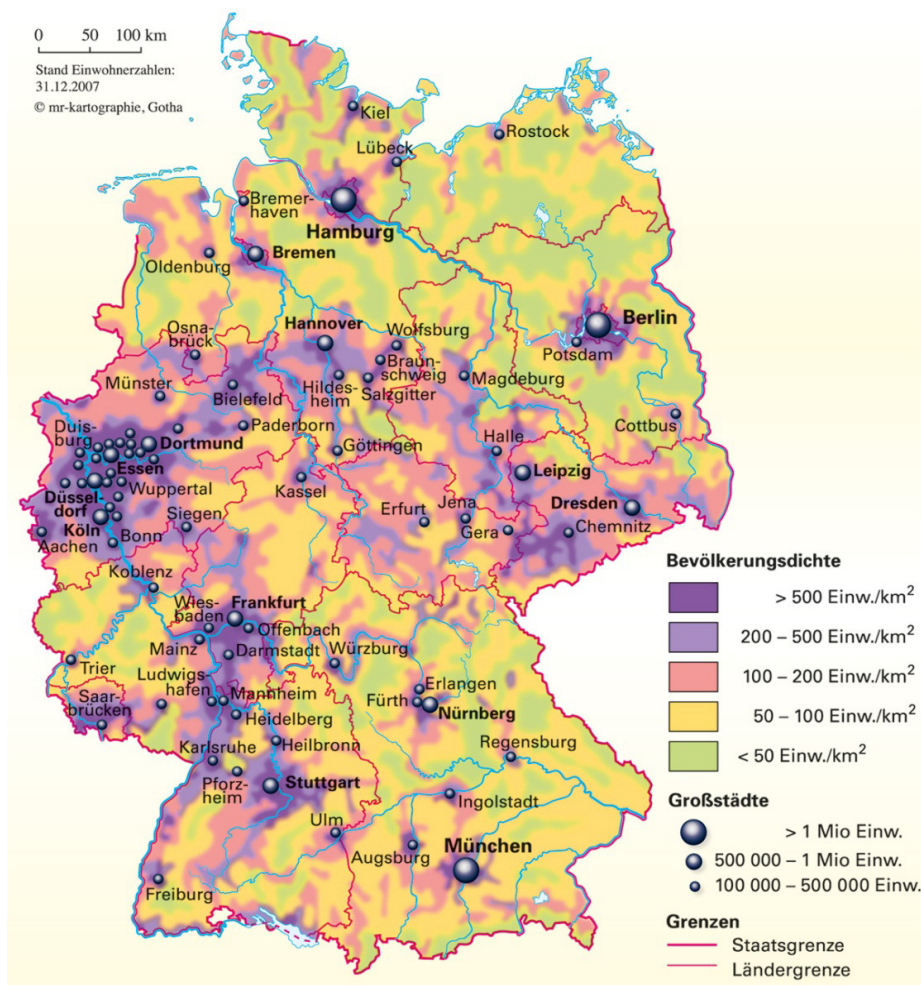 0 50 100 km
Stand Einwohnerzahlen:
31.12.2007
© mr-kartographie, Gotha
Kiel
Rostock
Lübeck
Bremer-
haven
Hamburg
Bremen
Oldenburg
Berlin
Hannover
Wolfsburg
Osna-
brück
Potsdam
Braun-
schweig
Münster
Hildes-
heim
Magdeburg
Salzgitter
Bielefeld
Cottbus
Duis-
burg
Paderborn
Dortmund
Halle
Göttingen
Essen
Leipzig
Wuppertal
Kassel
Düssel-
dorf
Dresden
Jena
Erfurt
Köln
Siegen
Chemnitz
Gera
Bonn
Aachen
Koblenz
Wies-
baden
Frankfurt
Offenbach
Mainz
Darmstadt
Würzburg
Trier
Ludwigs-
hafen
Erlangen
Saar-
brücken
Mannheim
Fürth
Nürnberg
Heidelberg
Regensburg
Karlsruhe
Heilbronn
Pforz-
heim
Stuttgart
Ingolstadt
Ulm
Augsburg
München
Freiburg
Bevölkerungsdichte
> 500 Einw./km²
200 – 500 Einw./km²
100 – 200 Einw./km²
50 – 100 Einw./km²
< 50 Einw./km²
Großstädte
> 1 Mio Einw.
500 000 – 1 Mio Einw.
100 000 – 500 000 Einw.
Grenzen
Staatsgrenze
Ländergrenze